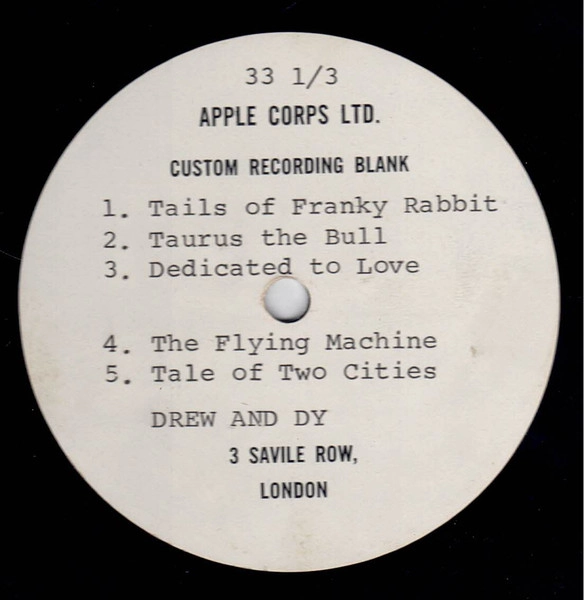 33 1/3
APPLE CORPS LTD.
CUSTOM RECORDING BLANK
1. Tails of Franky Rabbit
2. Taurus the Bull
3. Dedicated to Love
4. The Flying Machine
5. Tale of Two Cities
DREW AND DY
3 SAVILE ROW,
LONDON